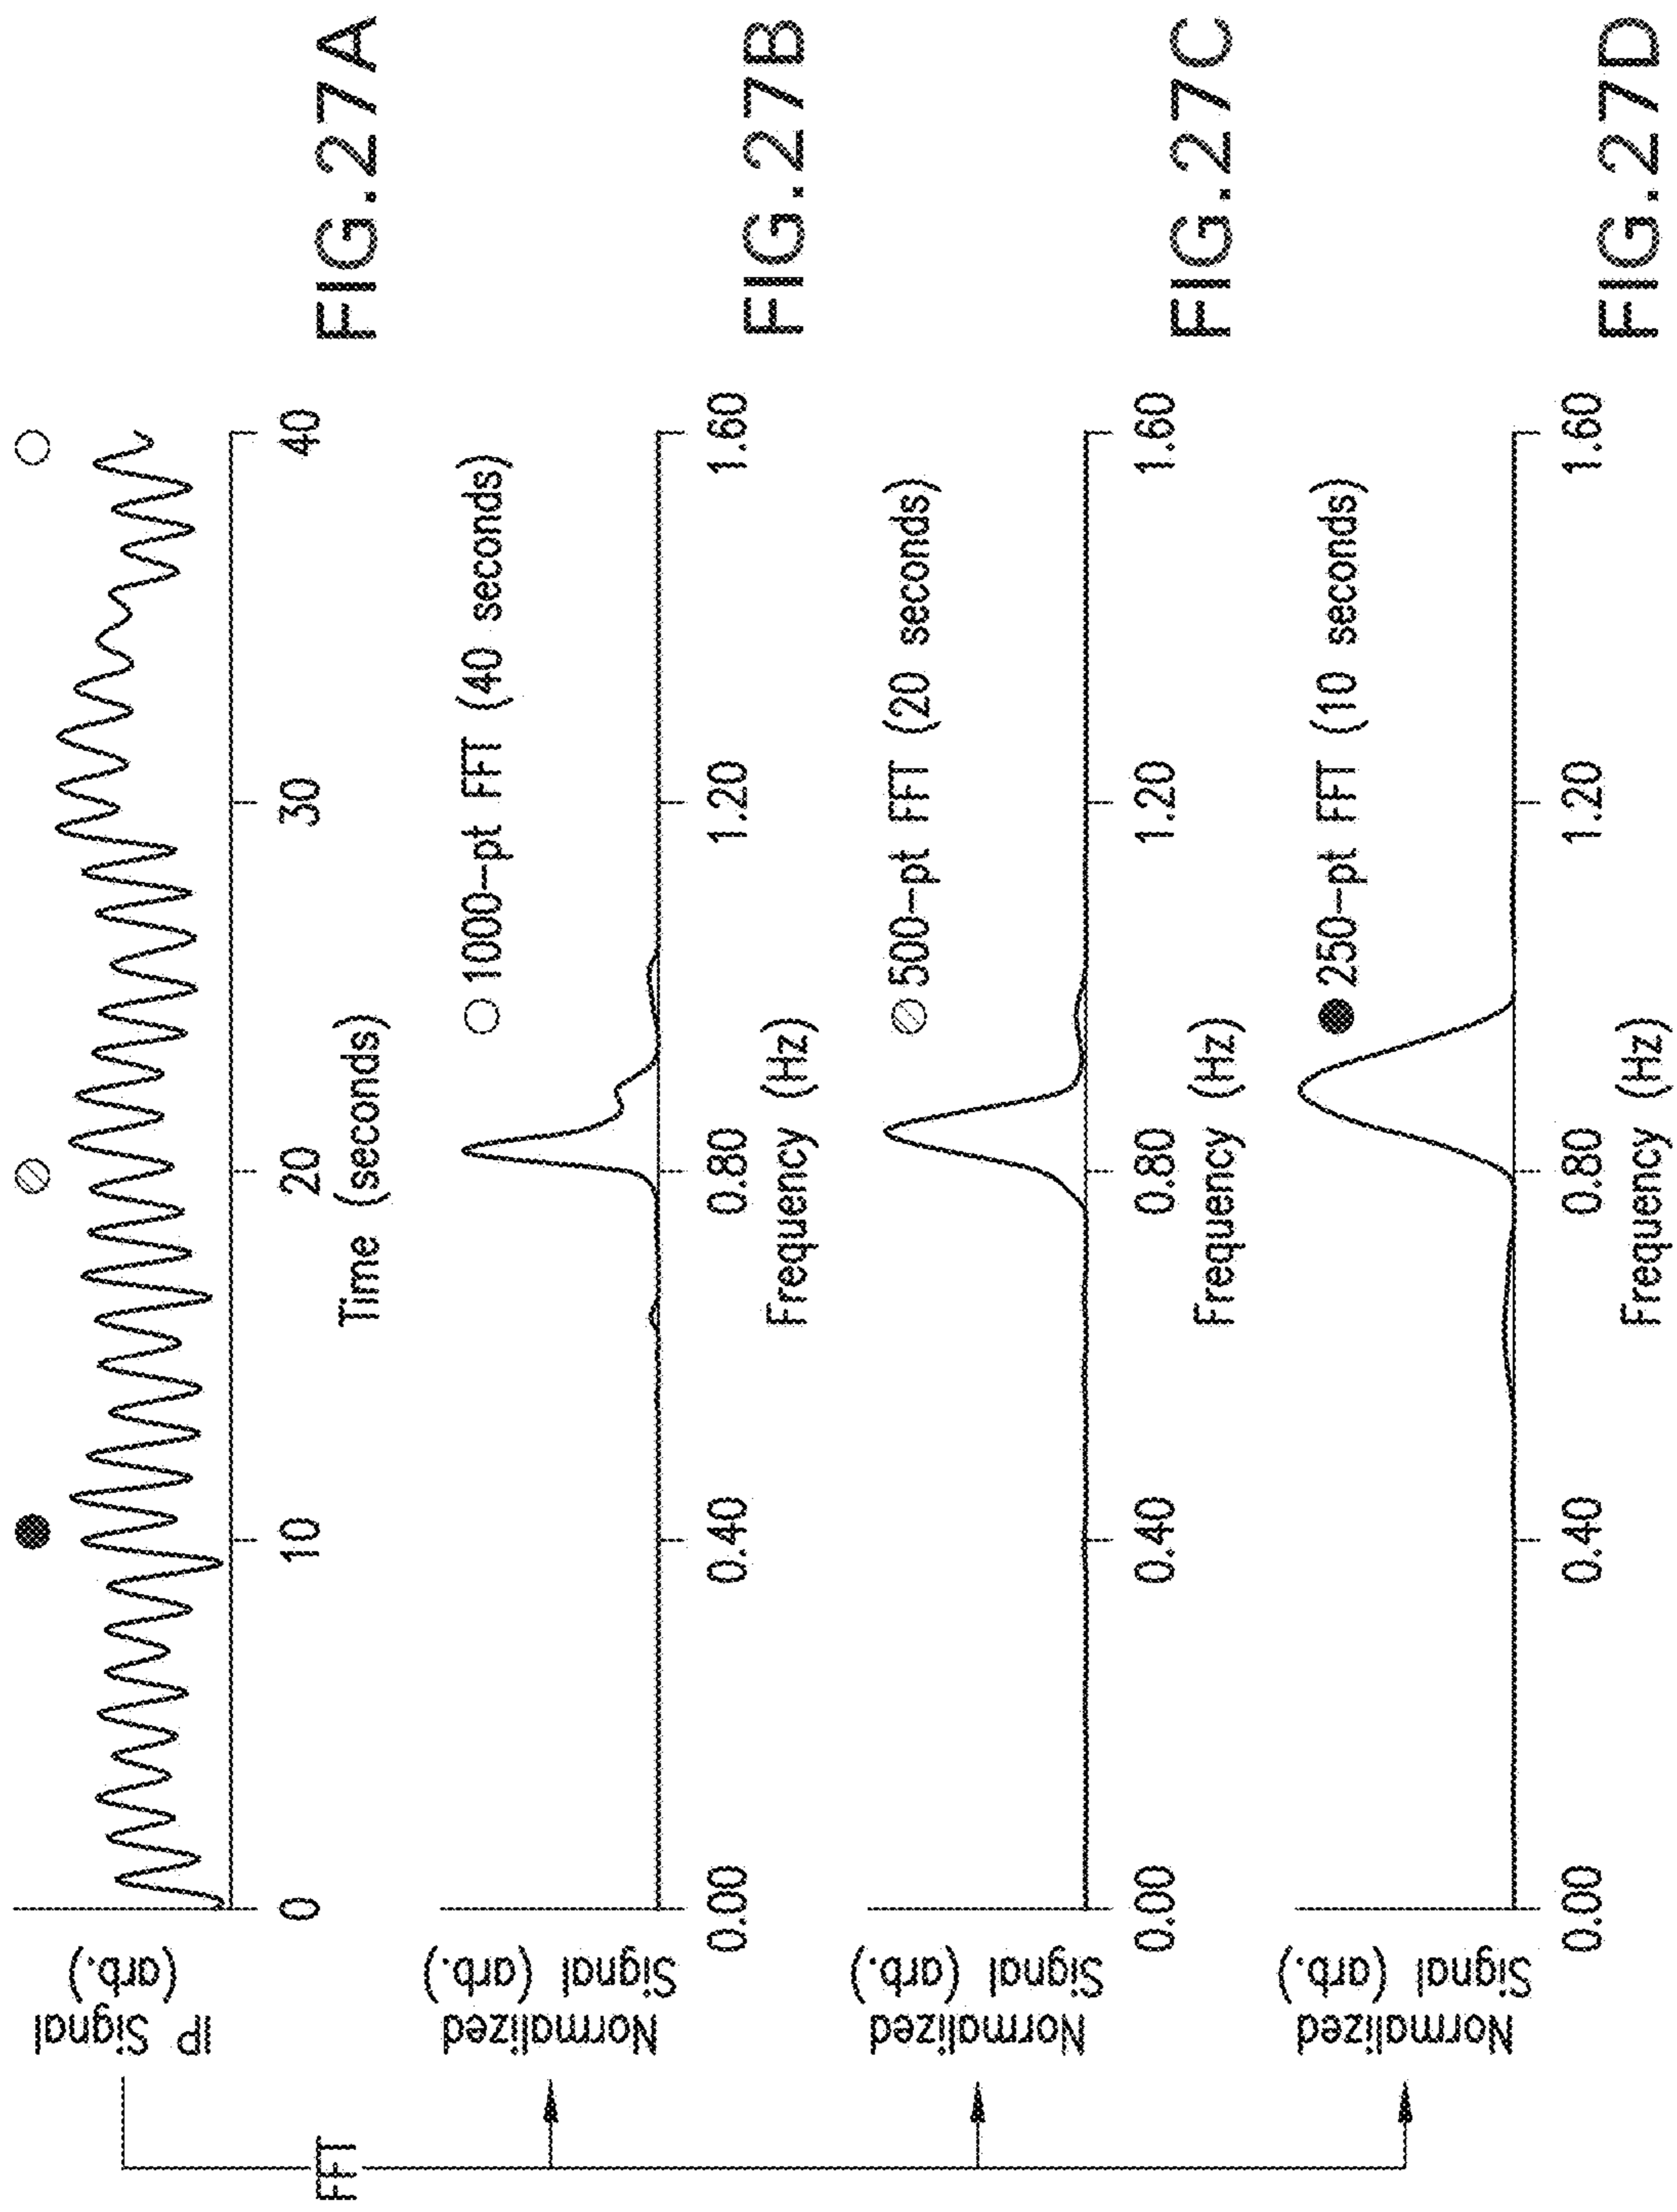 FFT
IP Signal
(arb.)
0
10
20
30
40
Time (seconds)
FIG.27A
Normalized
Signal (arb.)
1000-pt FFT (40 seconds)
0.00
0.40
0.80
1.20
1.60
Frequency (Hz)
FIG.27B
Normalized
Signal (arb.)
500-pt FFT (20 seconds)
0.00
0.40
0.80
1.20
1.60
Frequency (Hz)
FIG.27C
Normalized
Signal (arb.)
250-pt FFT (10 seconds)
0.00
0.40
0.80
1.20
1.60
Frequency (Hz)
FIG.27D